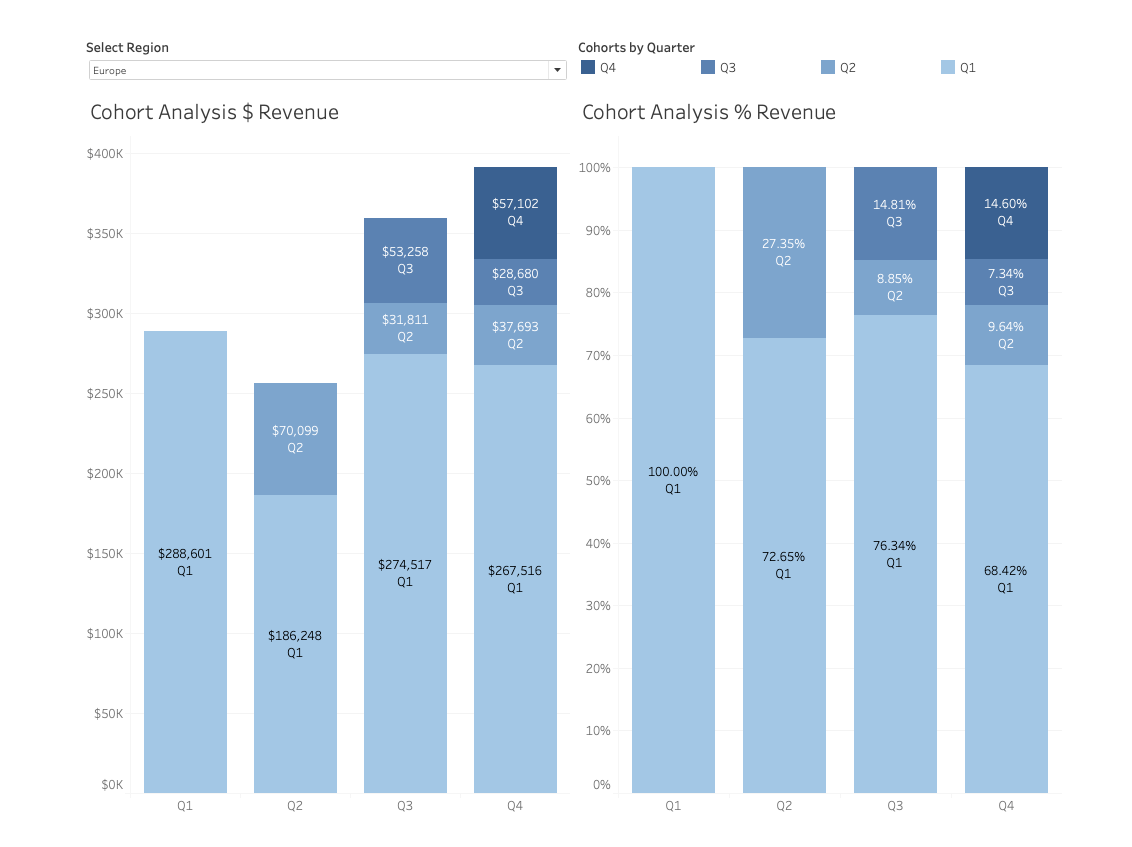 Select Region
Europe
Cohorts by Quarter
Q4
Q3
Q2
Q1
Cohort Analysis $ Revenue
$400K
$350K
$300K
$250K
$200K
$150K
$100K
$50K
$0K
$288,601
Q1
$70,099
Q2
$186,248
Q1
$53,258
Q3
$31,811
Q2
$274,517
Q1
$57,102
Q4
$28,680
Q3
$37,693
Q2
$267,516
Q1
Q1
Q2
Q3
Q4
Cohort Analysis % Revenue
100%
90%
80%
70%
60%
50%
40%
30%
20%
10%
0%
100.00%
Q1
27.35%
Q2
72.65%
Q1
14.81%
Q3
8.85%
Q2
76.34%
Q1
14.60%
Q4
7.34%
Q3
9.64%
Q2
68.42%
Q1
Q1
Q2
Q3
Q4